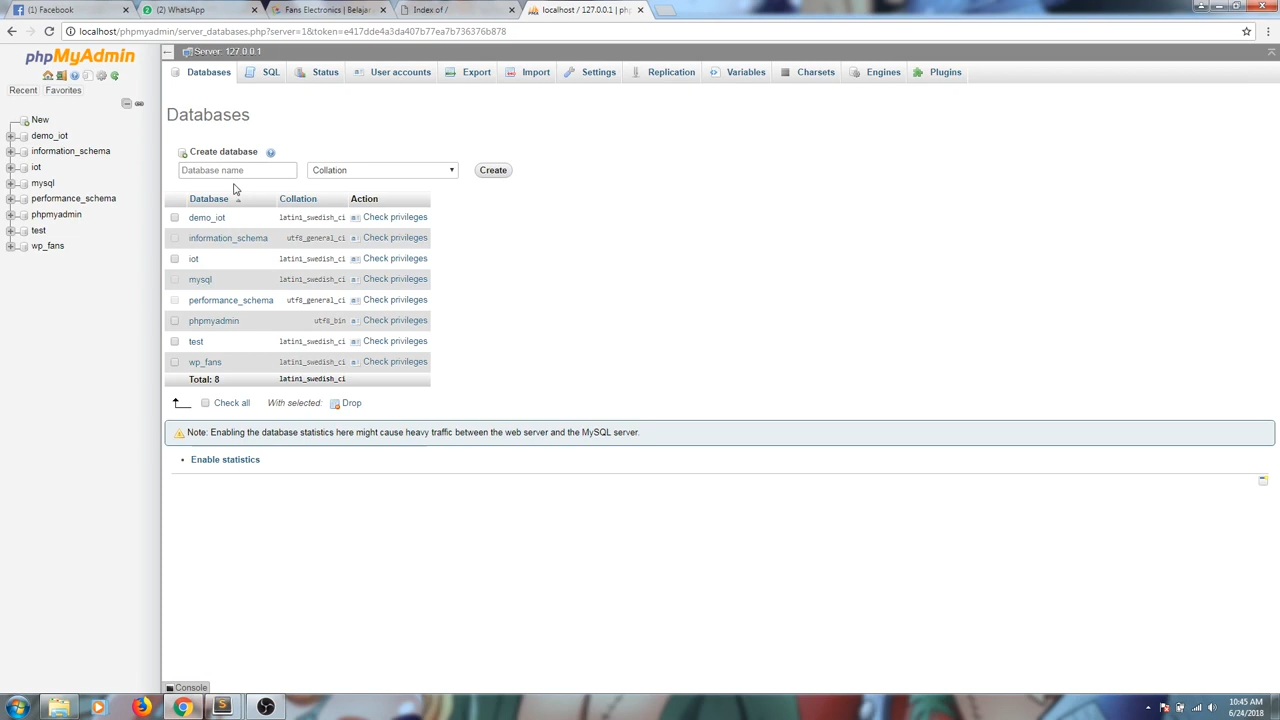 (1) Facebook
(2) WhatsApp
Fans Electronics | Belajar
Index of /
localhost / 127.0.0.1 | ph
localhost/phpmyadmin/server_databases.php?server=1&token=e417dde4a3da407b77ea7b736376b878
phpMyAdmin
Recent Favorites
New
demo_iot
information_schema
iot
mysql
performance_schema
phpmyadmin
test
wp_fans
Server: 127.0.0.1
Databases SQL Status User accounts Export Import Settings Replication Variables Charsets Engines Plugins
Databases
Create database
Database name Collation Create
Database Collation Action
demo_iot latin1_swedish_ci Check privileges
information_schema utf8_general_ci Check privileges
iot latin1_swedish_ci Check privileges
mysql latin1_swedish_ci Check privileges
performance_schema utf8_general_ci Check privileges
phpmyadmin utf8_bin Check privileges
test latin1_swedish_ci Check privileges
wp_fans latin1_swedish_ci Check privileges
Total: 8 latin1_swedish_ci
Check all With selected: Drop
Note: Enabling the database statistics here might cause heavy traffic between the web server and the MySQL server.
• Enable statistics
Console
10:45 AM
6/24/2018